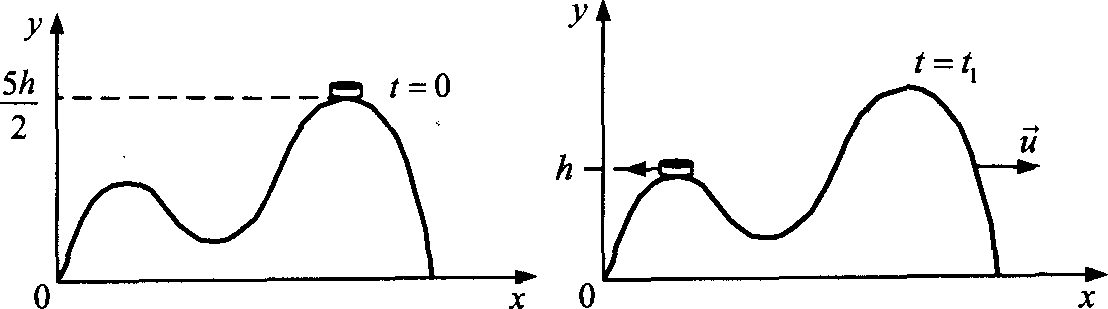 y
5h
2
t = 0
0
x
y
t = t₁
h
u⃗
0
x